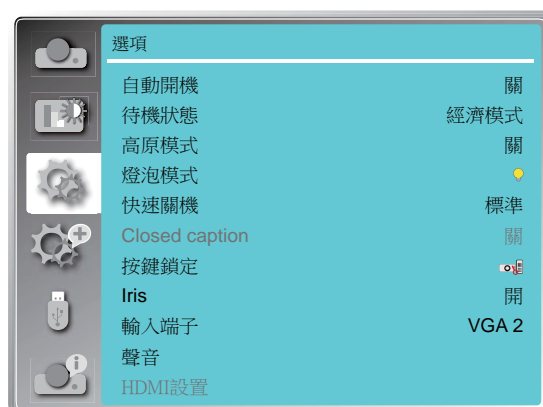 選項
自動開機 關
待機狀態 經濟模式
高原模式 關
燈泡模式
快速關機 標準
Closed caption 關
按鍵鎖定
Iris 開
輸入端子 VGA 2
聲音
HDMI設置